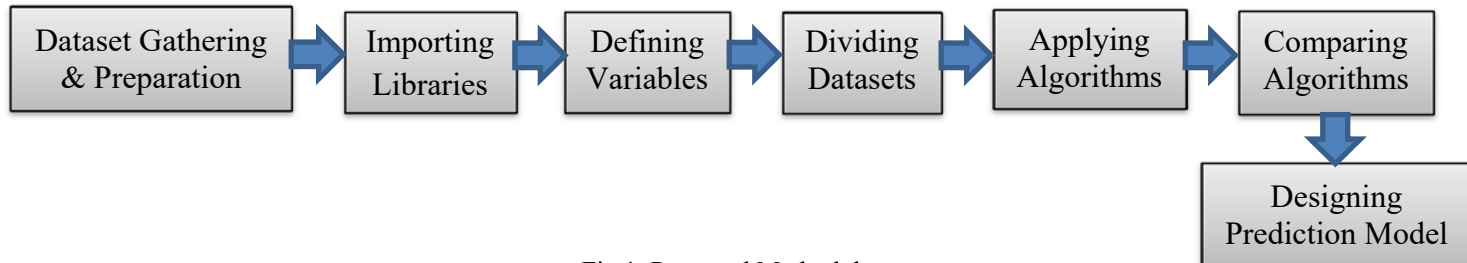 Dataset Gathering
& Preparation
Importing
Libraries
Defining
Variables
Dividing
Datasets
Applying
Algorithms
Comparing
Algorithms
Designing
Prediction Model